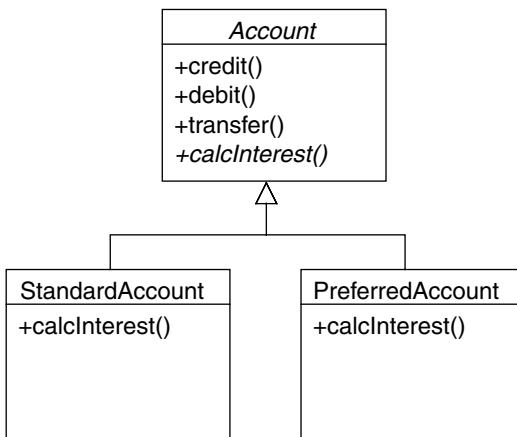 Account
+credit()
+debit()
+transfer()
+calcInterest()
StandardAccount
+calcInterest()
PreferredAccount
+calcInterest()